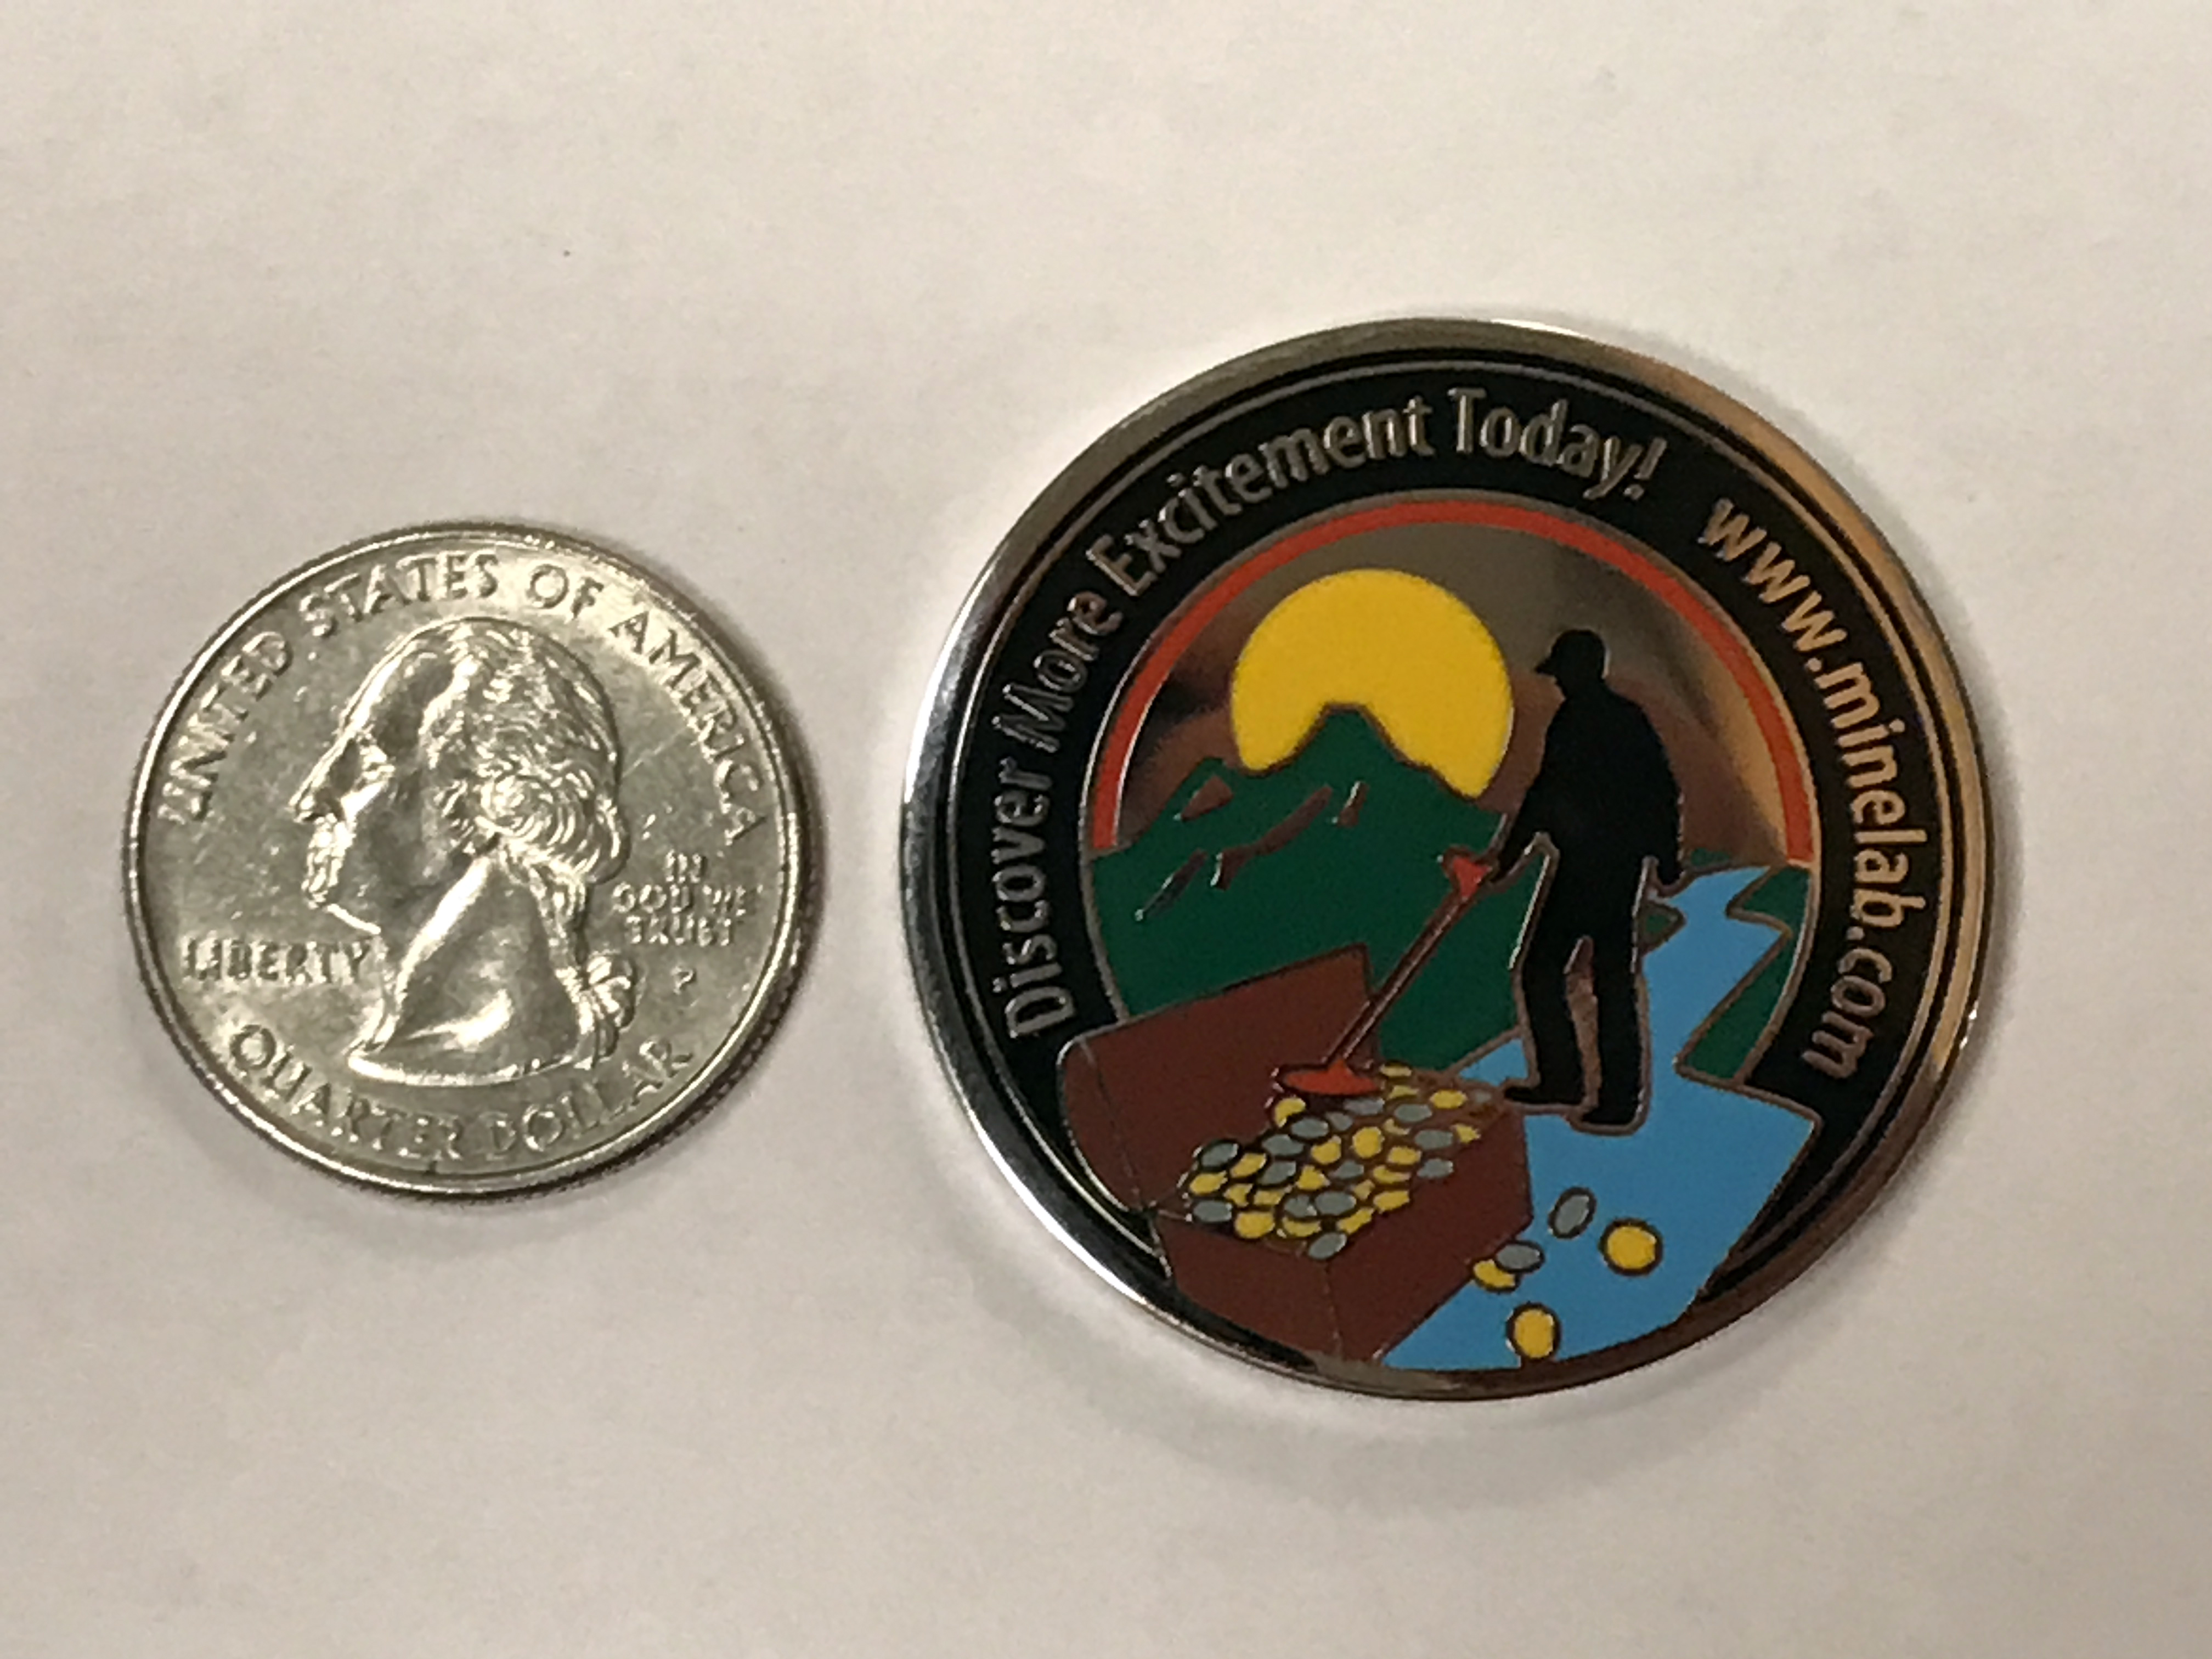 UNITED STATES OF AMERICA
LIBERTY
IN
GOD WE
TRUST
P
QUARTER DOLLAR
Discover More Excitement Today!
www.minelab.com